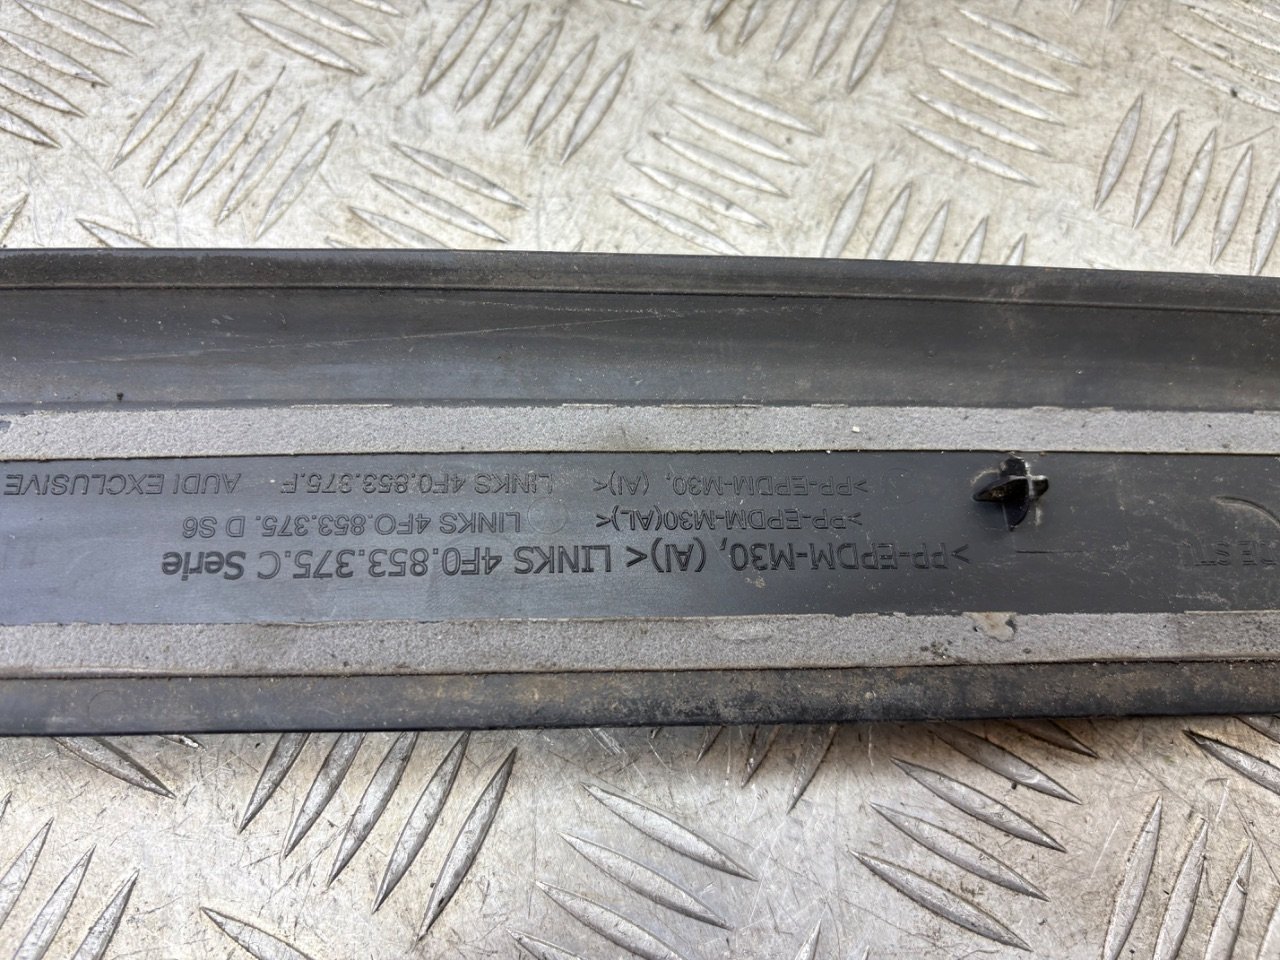 >PP-EPDM-M30, (AI)< LINKS 4F0.853.375.C Serie
>PP-EPDM-M30(AL)< LINKS 4FO.853.375. D S6
>PP-EPDM-M30, (AI)< LINKS 4F0.853.375.F AUDI EXCLUSIVE